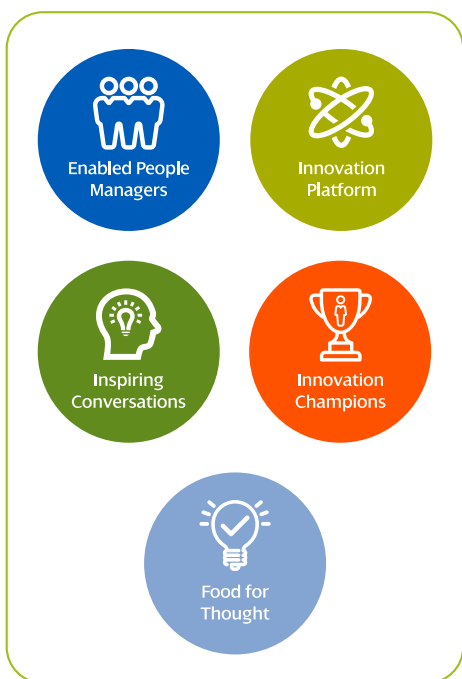 Enabled People
Managers
Innovation
Platform
Inspiring
Conversations
Innovation
Champions
Food for
Thought